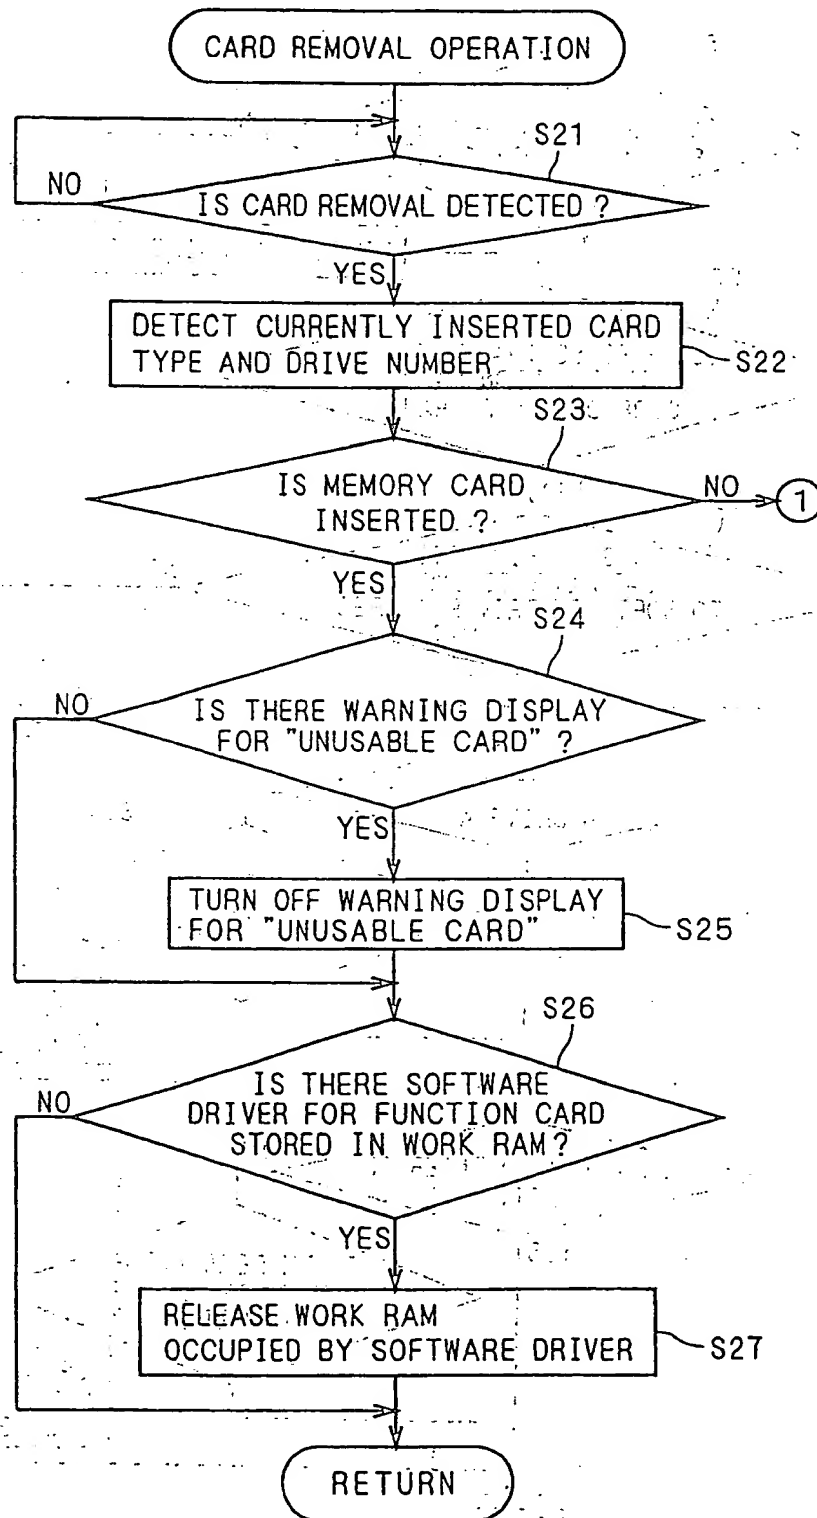 CARD REMOVAL OPERATION
S21
NO
IS CARD REMOVAL DETECTED ?
YES
DETECT CURRENTLY INSERTED CARD
TYPE AND DRIVE NUMBER
S22
S23
IS MEMORY CARD
INSERTED ?
NO
1
YES
S24
NO
IS THERE WARNING DISPLAY
FOR "UNUSABLE CARD" ?
YES
TURN OFF WARNING DISPLAY
FOR "UNUSABLE CARD"
S25
S26
NO
IS THERE SOFTWARE
DRIVER FOR FUNCTION CARD
STORED IN WORK RAM?
YES
RELEASE WORK RAM
OCCUPIED BY SOFTWARE DRIVER
S27
RETURN